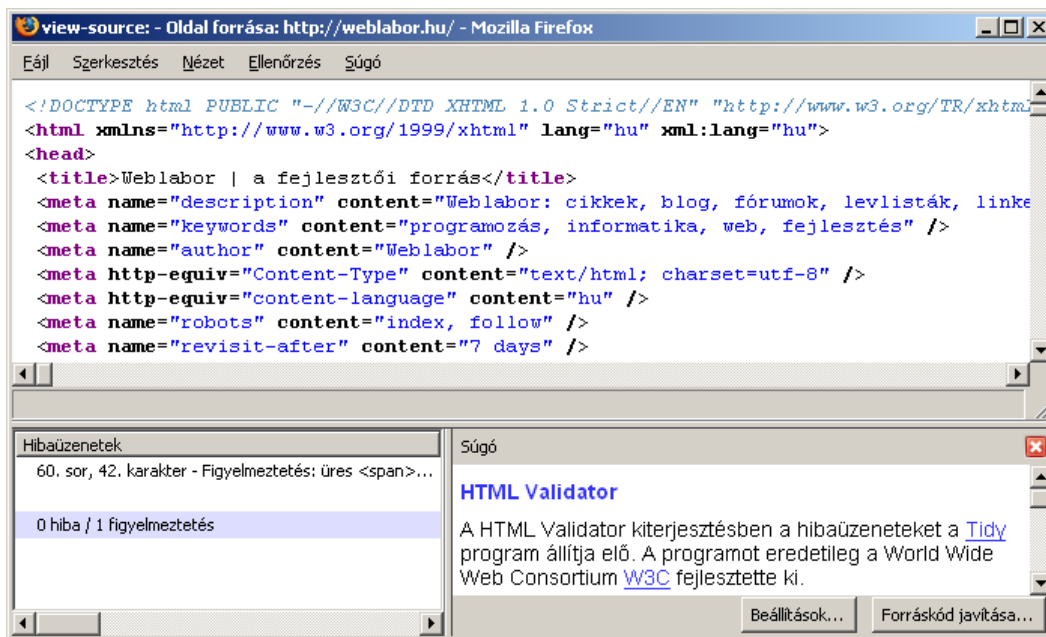 view-source: - Oldal forrása: http://weblabor.hu/ - Mozilla Firefox
Fájl Szerkesztés Nézet Ellenőrzés Súgó
<!DOCTYPE html PUBLIC "-//W3C//DTD XHTML 1.0 Strict//EN" "http://www.w3.org/TR/xhtml
<html xmlns="http://www.w3.org/1999/xhtml" lang="hu" xml:lang="hu">
<head>
<title>Weblabor | a fejlesztői forrás</title>
<meta name="description" content="Weblabor: cikkek, blog, fórumok, levlisták, linke
<meta name="keywords" content="programozás, informatika, web, fejlesztés" />
<meta name="author" content="Weblabor" />
<meta http-equiv="Content-Type" content="text/html; charset=utf-8" />
<meta http-equiv="content-language" content="hu" />
<meta name="robots" content="index, follow" />
<meta name="revisit-after" content="7 days" />
Hibaüzenetek
60. sor, 42. karakter - Figyelmeztetés: üres <span>...
0 hiba / 1 figyelmeztetés
Súgó
HTML Validator
A HTML Validator kiterjesztésben a hibaüzeneteket a Tidy
program állítja elő. A programot eredetileg a World Wide
Web Consortium W3C fejlesztette ki.
Beállítások... Forráskód javítása...